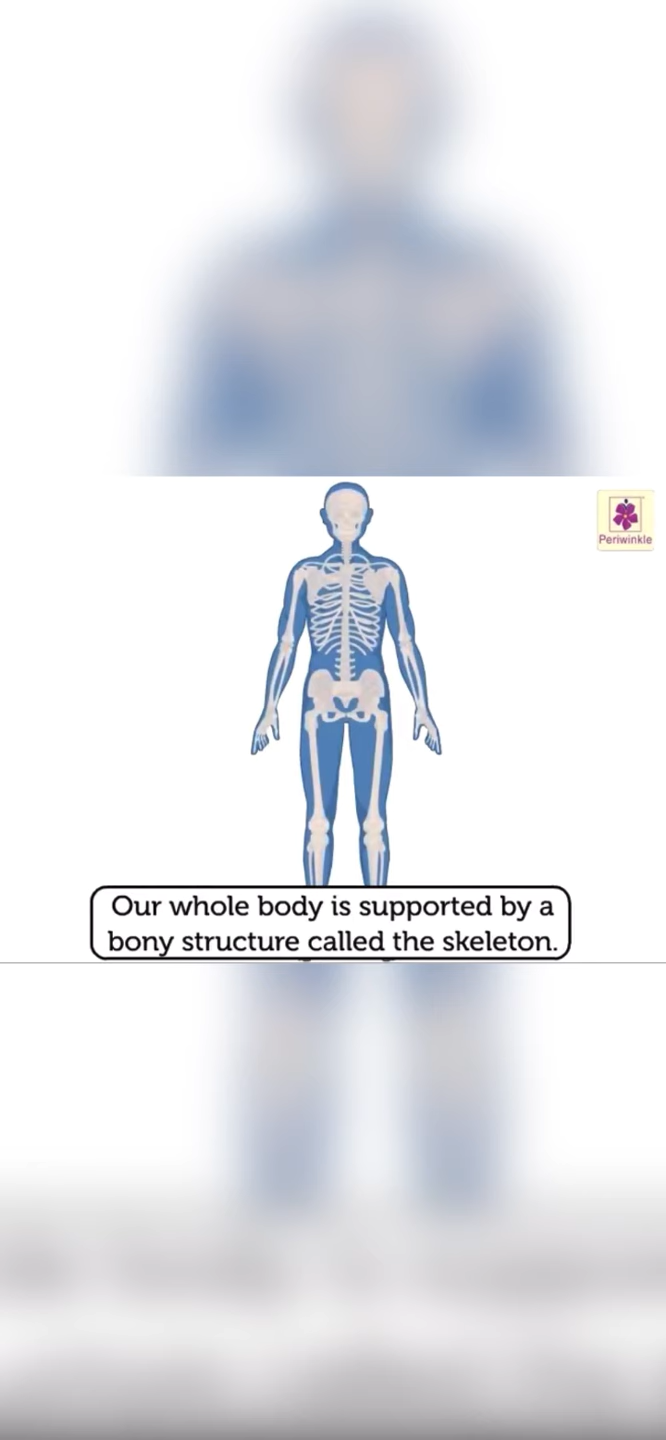 Periwinkle
Our whole body is supported by a
bony structure called the skeleton.